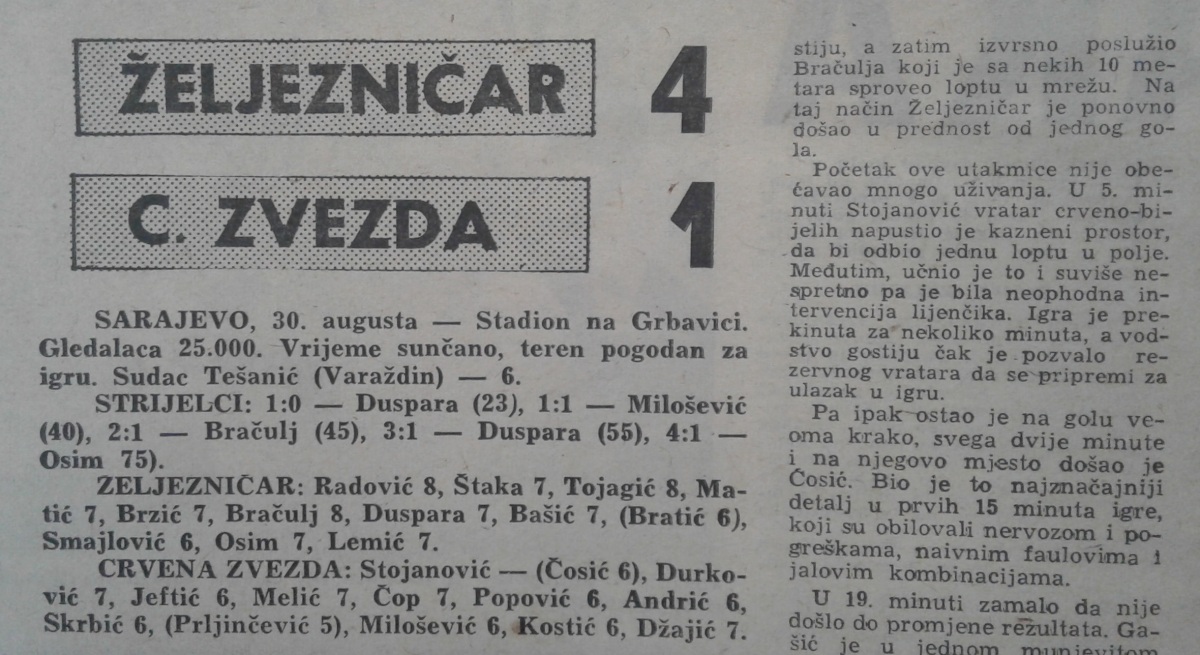 ŽELJEZNIČAR 4
C. ZVEZDA 1
SARAJEVO, 30. augusta — Stadion na Grbavici.
Gledalaca 25.000. Vrijeme sunčano, teren pogodan za
igru. Sudac Tešanić (Varaždin) — 6.
STRIJELCI: 1:0 — Duspara (23), 1:1 — Milošević
(40), 2:1 — Bračulj (45), 3:1 — Duspara (55), 4:1 —
Osim 75).
ŽELJEZNIČAR: Radović 8, Štaka 7, Tojagić 8, Ma-
tić 7, Brzić 7, Bračulj 8, Duspara 7, Bašić 7, (Bratić 6),
Smajlović 6, Osim 7, Lemić 7.
CRVENA ZVEZDA: Stojanović — (Ćosić 6), Durko-
vić 7, Jeftić 6, Melić 7, Čop 7, Popović 6, Andrić 6,
Skrbić 6, (Prljinčević 5), Milošević 6, Kostić 6, Džajić 7.
stiju, a zatim izvrsno poslužio
Bračulja koji je sa nekih 10 me-
tara sproveo loptu u mrežu. Na
taj način Željezničar je ponovno
došao u prednost od jednog go-
la.
Početak ove utakmice nije obe-
ćavao mnogo uživanja. U 5. mi-
nuti Stojanović vratar crveno-bi-
jelih napustio je kazneni prostor,
da bi odbio jednu loptu u polje.
Međutim, učnio je to i suviše ne-
spretno pa je bila neophodna in-
tervencija lijenčika. Igra je pre-
kinuta za nekoliko minuta, a vod-
stvo gostiju čak je pozvalo re-
zervnog vratara da se pripremi za
ulazak u igru.
Pa ipak ostao je na golu ve-
oma krako, svega dvije minute
i na njegovo mjesto došao je
Ćosić. Bio je to najznačajniji
detalj u prvih 15 minuta igre,
koji su obilovali nervozom i po-
greškama, naivnim faulovima i
jalovim kombinacijama.
U 19. minuti zamalo da nije
došlo do promjene rezultata. Ga-
šić je u jednom munjevitom